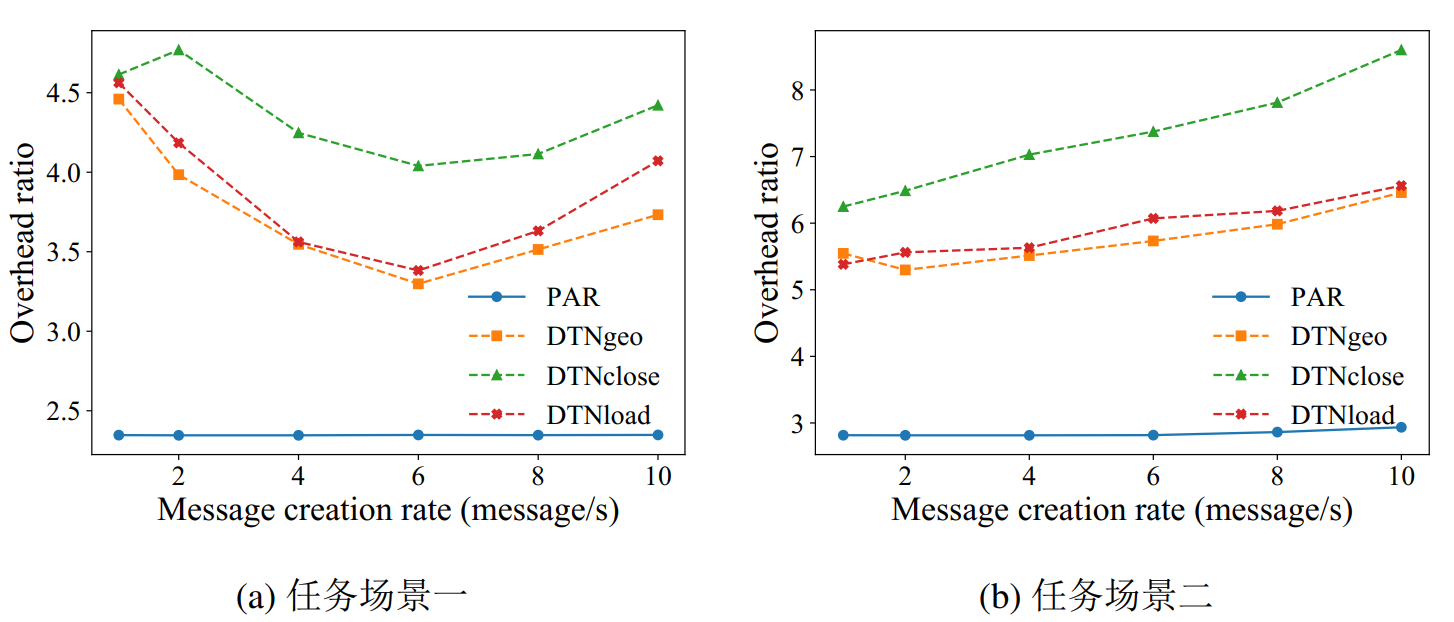 Overhead ratio
4.5
4.0
3.5
3.0
2.5
PAR
DTNgeo
DTNclose
DTNload
2 4 6 8 10
Message creation rate (message/s)
(a) 任务场景一
Overhead ratio
8
7
6
5
4
3
PAR
DTNgeo
DTNclose
DTNload
2 4 6 8 10
Message creation rate (message/s)
(b) 任务场景二